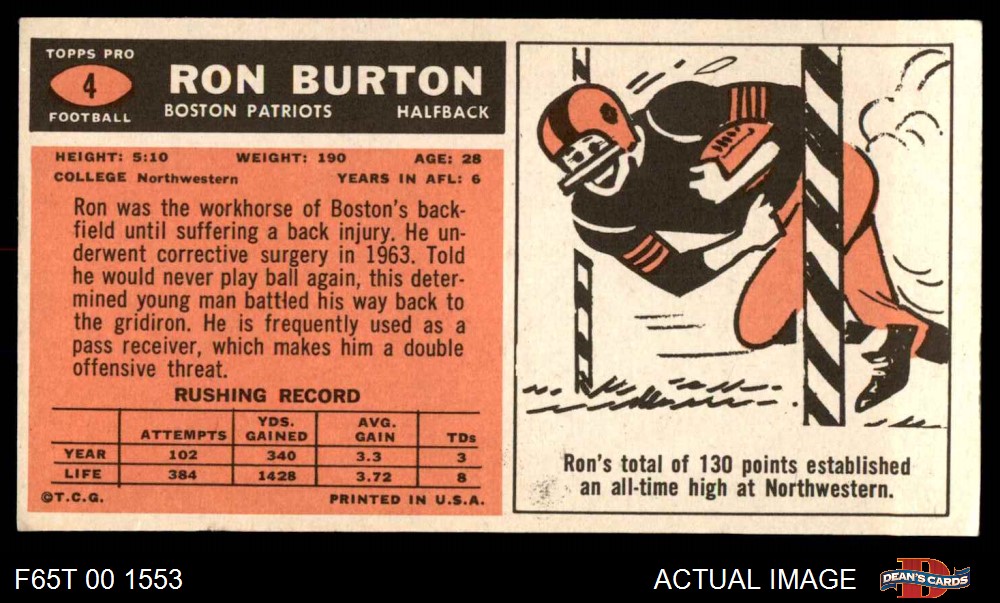 TOPPS PRO
4
FOOTBALL
RON BURTON
BOSTON PATRIOTS HALFBACK
HEIGHT: 5:10 WEIGHT: 190 AGE: 28
COLLEGE Northwestern YEARS IN AFL: 6
Ron was the workhorse of Boston's back-
field until suffering a back injury. He un-
derwent corrective surgery in 1963. Told
he would never play ball again, this deter-
mined young man battled his way back to
the gridiron. He is frequently used as a
pass receiver, which makes him a double
offensive threat.
RUSHING RECORD
ATTEMPTS YDS. GAINED AVG. GAIN TDs
YEAR 102 340 3.3 3
LIFE 384 1428 3.72 8
©T.C.G. PRINTED IN U.S.A.
Ron's total of 130 points established
an all-time high at Northwestern.
F65T 00 1553 ACTUAL IMAGE DEAN'S CARDS